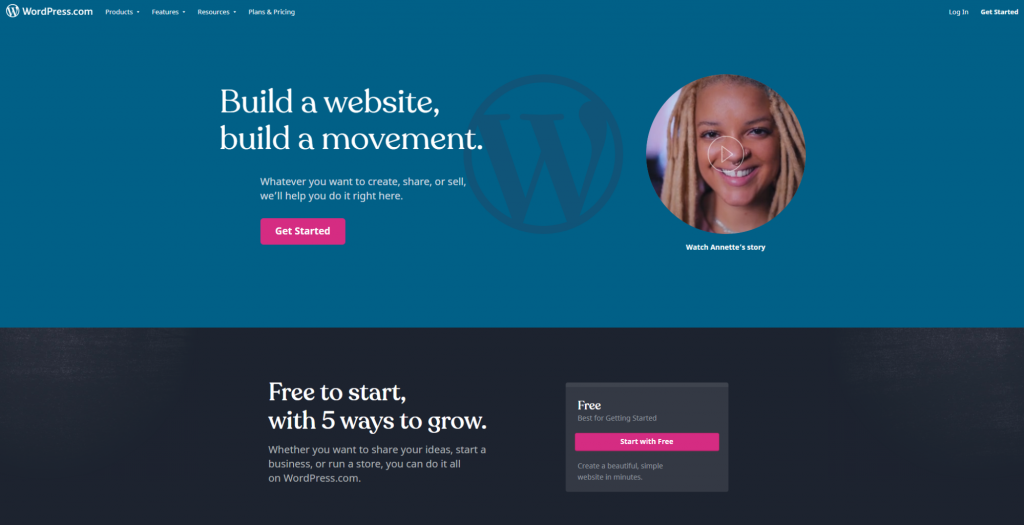 WordPress.com Products Features Resources Plans & Pricing Log In Get Started
Build a website,
build a movement.
Whatever you want to create, share, or sell,
we'll help you do it right here.
Get Started
Watch Annette's story
Free to start,
with 5 ways to grow.
Whether you want to share your ideas, start a
business, or run a store, you can do it all
on WordPress.com.
Free
Best for Getting Started
Start with Free
Create a beautiful, simple
website in minutes.